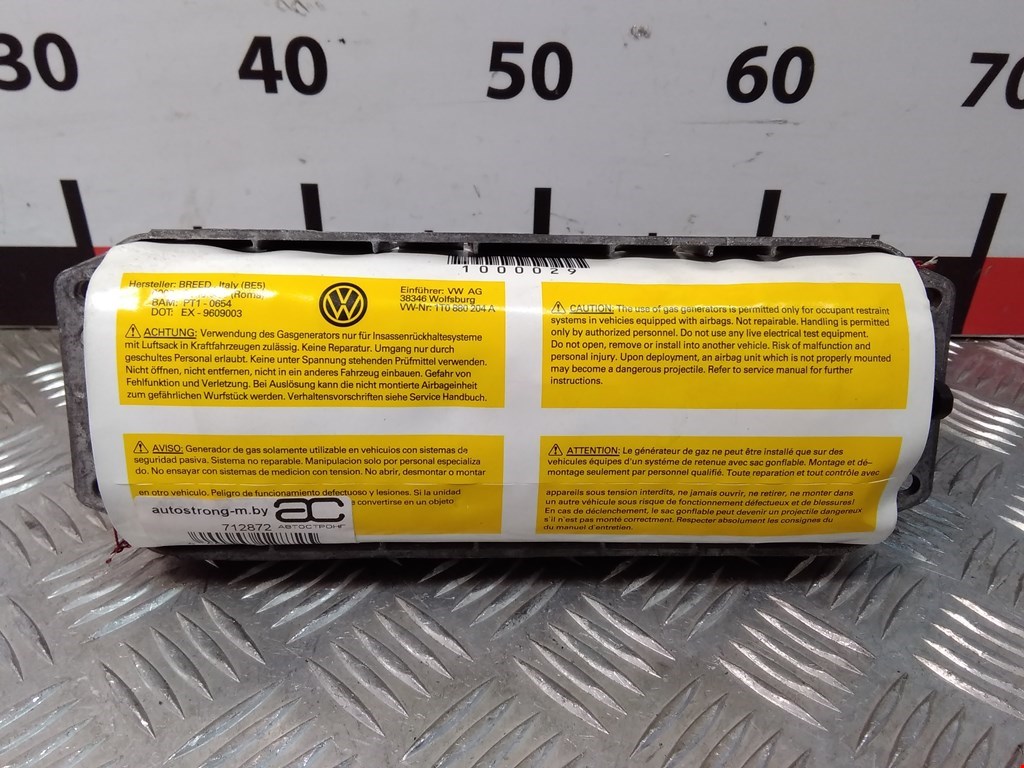 30 40 50 60 70
1000029
Hersteller: BREED, Italy (BE5)
(Roma)
BAM: PT1 - 0654
DOT: EX - 9609003
VW
Einführer: VW AG
38346 Wolfsburg
VW-Nr: 1T0 880 204 A
ACHTUNG: Verwendung des Gasgenerators nur für Insassenrückhaltesysteme
mit Luftsack in Kraftfahrzeugen zulässig. Keine Reparatur. Umgang nur durch
geschultes Personal erlaubt. Keine unter Spannung stehenden Prüfmittel verwenden.
Nicht öffnen, nicht entfernen, nicht in ein anderes Fahrzeug einbauen. Gefahr von
Fehlfunktion und Verletzung. Bei Auslösung kann die nicht montierte Airbageinheit
zum gefährlichen Wurfstück werden. Verhaltensvorschriften siehe Service Handbuch.
CAUTION: The use of gas generators is permitted only for occupant restraint
systems in vehicles equipped with airbags. Not repairable. Handling is permitted
only by authorized personnel. Do not use any live electrical test equipment.
Do not open, remove or install into another vehicle. Risk of malfunction and
personal injury. Upon deployment, an airbag unit which is not properly mounted
may become a dangerous projectile. Refer to service manual for further
instructions.
AVISO: Generador de gas solamente utilizable en vehiculos con sistemas de
seguridad pasiva. Sistema no reparable. Manipulacion solo por personal especializa
do. No ensayar con sistemas de medicion con tension. No abrir, desmontar o montar
en otro vehiculo. Peligro de funcionamiento defectuoso y lesiones. Si la unidad
e convertirse en un objeto
ATTENTION: Le générateur de gaz ne peut être installé que sur des
vehicules équipes d'un systéme de retenue avec sac gonflable. Montage et dé-
montage seulement par personnel qualifié. Toute reparation et tout contrôle avec
appareils sous tension interdits, ne jamais ouvrir, ne retirer, ne monter dans
un autre véhicule sous risque de fonctionnement défectueux et de blessures!
En cas de déclenchement, le sac gonflable peut devenir un projectile dangereux
s'il n'est pas monté correctment. Respecter absolument les consignes du
du manuel d'entretien.
autostrong-m.by
ac
АВТОСТРОНГ
712872